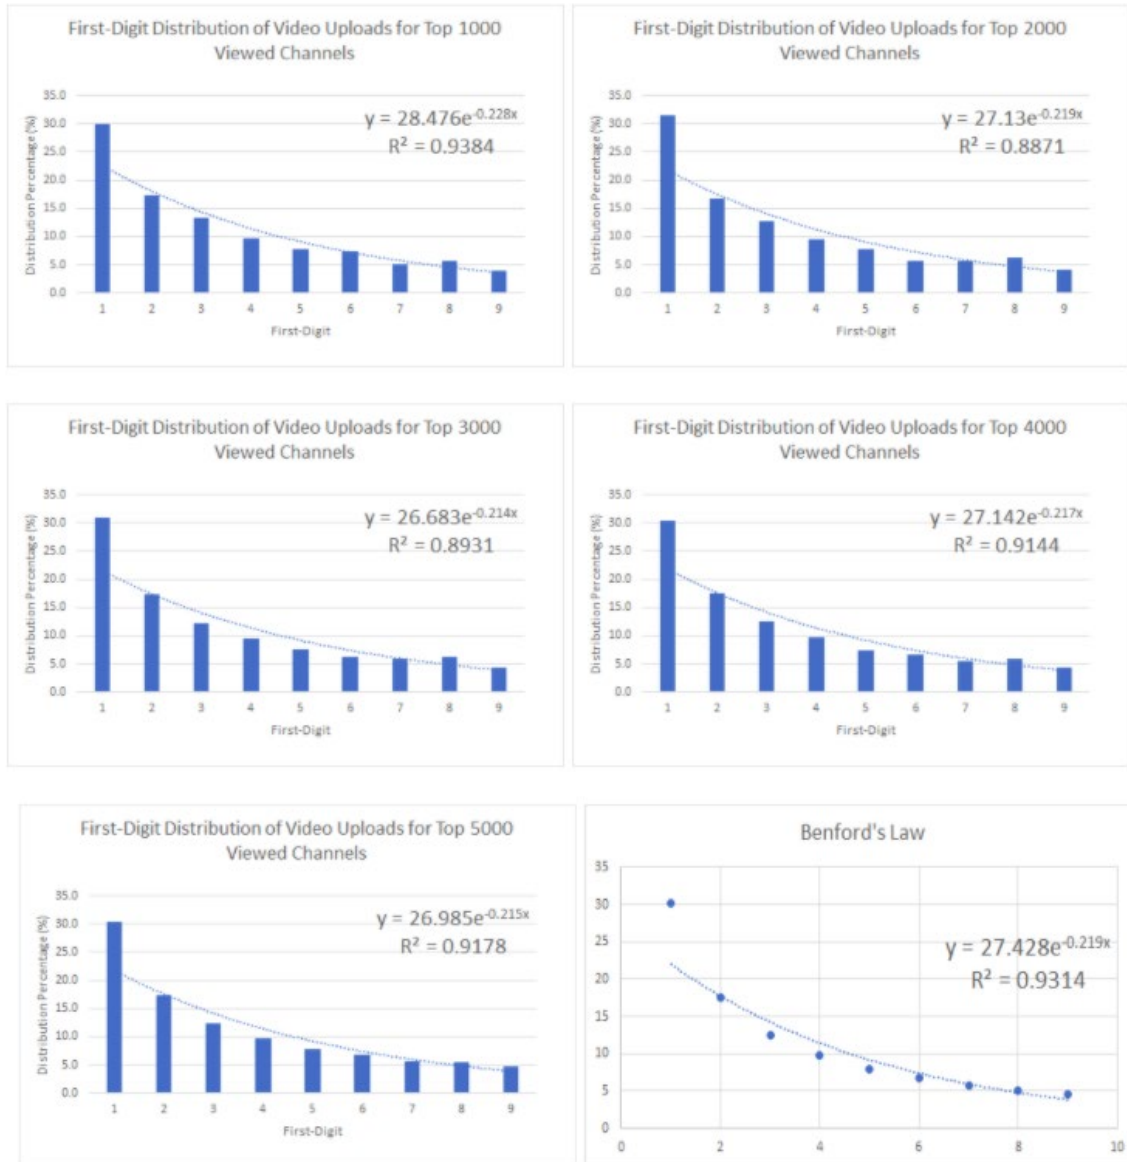 First-Digit Distribution of Video Uploads for Top 1000
Viewed Channels
35.0
30.0
25.0
20.0
15.0
10.0
5.0
0.0
Distribution Percentage (%)
y = 28.476e^-0.228x
R² = 0.9384
1 2 3 4 5 6 7 8 9
First-Digit
First-Digit Distribution of Video Uploads for Top 2000
Viewed Channels
35.0
30.0
25.0
20.0
15.0
10.0
5.0
0.0
Distribution Percentage (%)
y = 27.13e^-0.219x
R² = 0.8871
1 2 3 4 5 6 7 8 9
First-Digit
First-Digit Distribution of Video Uploads for Top 3000
Viewed Channels
35.0
30.0
25.0
20.0
15.0
10.0
5.0
0.0
Distribution Percentage (%)
y = 26.683e^-0.214x
R² = 0.8931
1 2 3 4 5 6 7 8 9
First-Digit
First-Digit Distribution of Video Uploads for Top 4000
Viewed Channels
35.0
30.0
25.0
20.0
15.0
10.0
5.0
0.0
Distribution Percentage (%)
y = 27.142e^-0.217x
R² = 0.9144
1 2 3 4 5 6 7 8 9
First-Digit
First-Digit Distribution of Video Uploads for Top 5000
Viewed Channels
35.0
30.0
25.0
20.0
15.0
10.0
5.0
0.0
Distribution Percentage (%)
y = 26.985e^-0.215x
R² = 0.9178
1 2 3 4 5 6 7 8 9
First-Digit
Benford's Law
35
30
25
20
15
10
5
0
y = 27.428e^-0.219x
R² = 0.9314
0 2 4 6 8 10